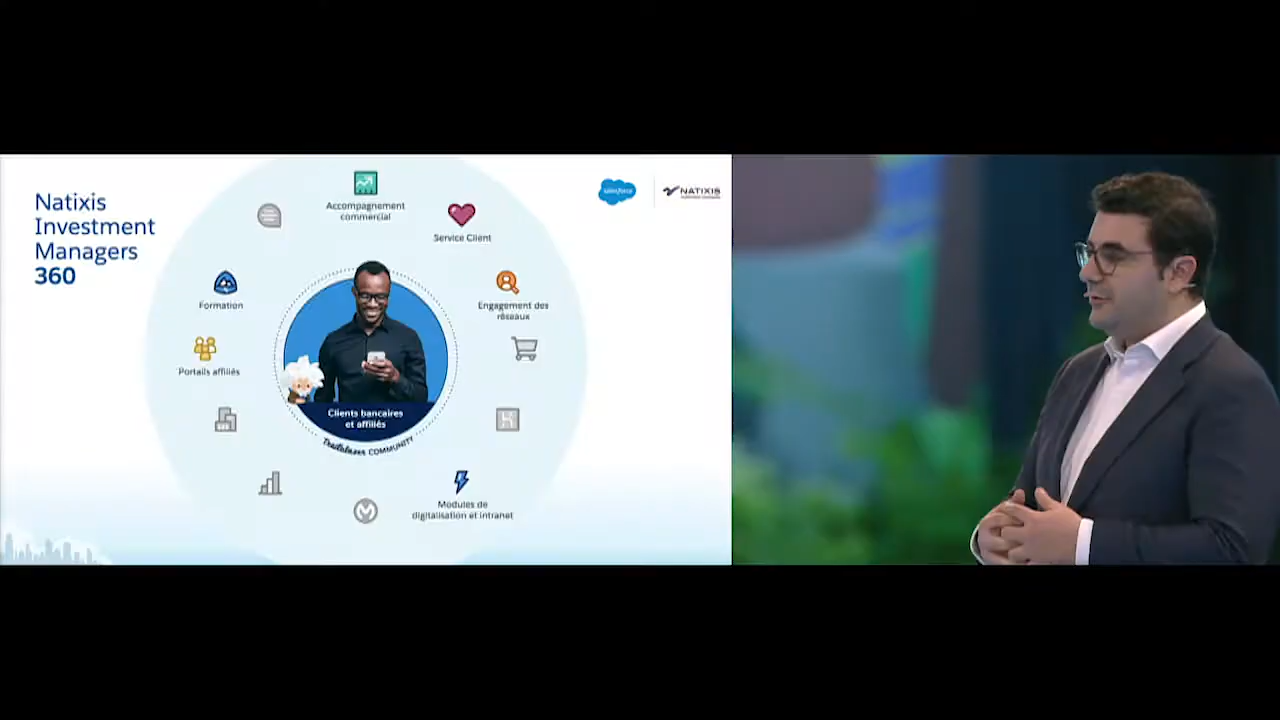 Natixis
Investment
Managers
360
Accompagnement
commercial
Service Client
salesforce
NATIXIS
Formation
Engagement des
réseaux
Portails affiliés
Clients bancaires
et affiliés
Trailblazer COMMUNITY
Modules de
digitalisation et intranet